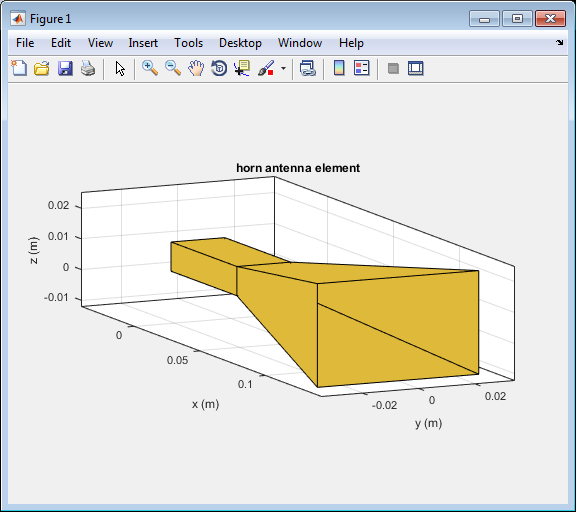 Figure 1
File Edit View Insert Tools Desktop Window Help
horn antenna element
0.02
0.01
0
-0.01
z (m)
0
0.05
0.1
x (m)
-0.02
0
0.02
y (m)